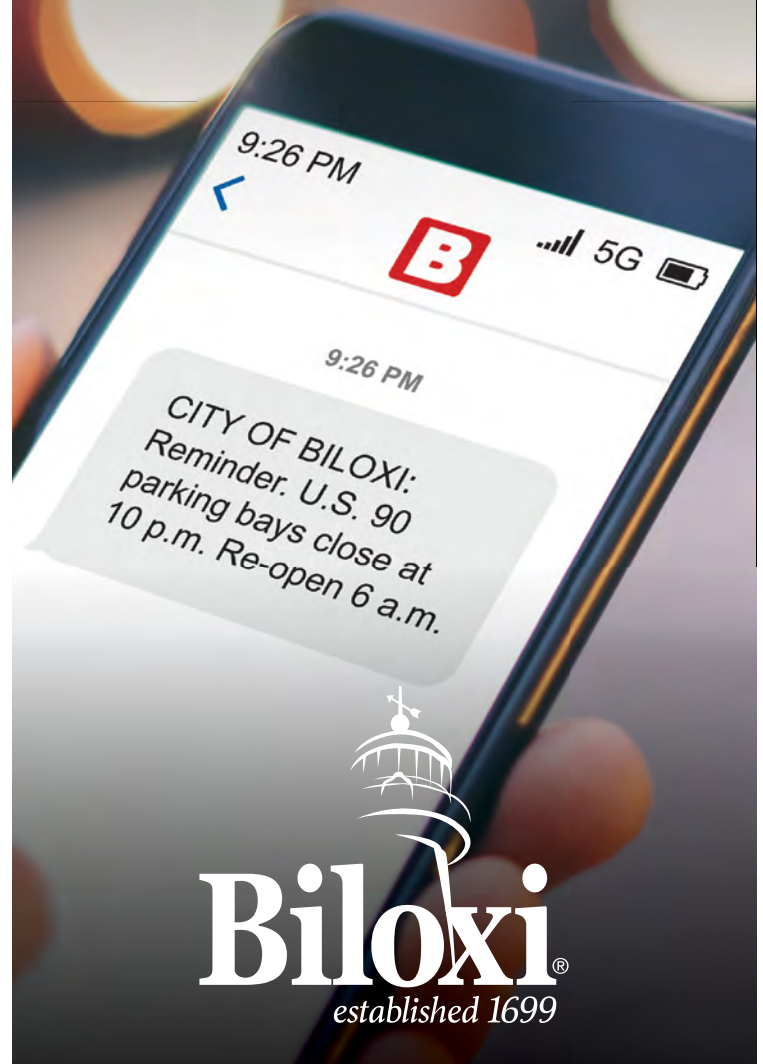 9:26 PM
5G
B
9:26 PM
CITY OF BILOXI:
Reminder. U.S. 90
parking bays close at
10 p.m. Re-open 6 a.m.
Biloxi®
established 1699